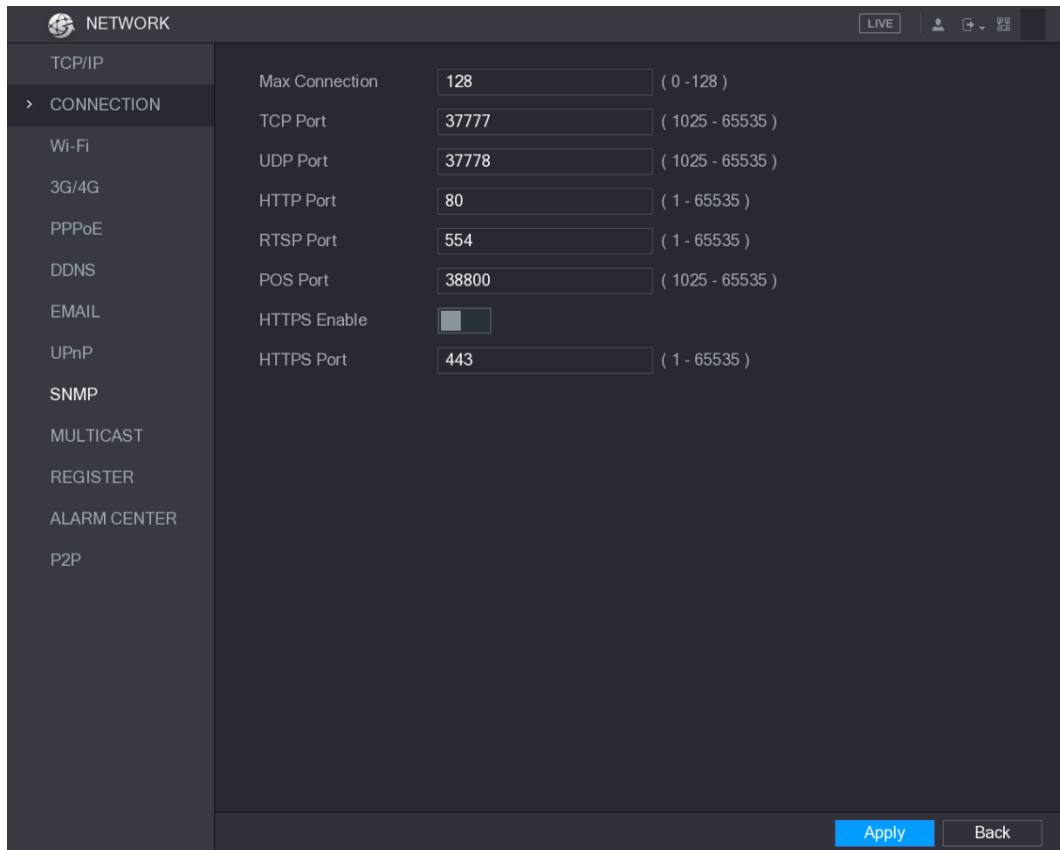 NETWORK
LIVE
TCP/IP
CONNECTION
Wi-Fi
3G/4G
PPPoE
DDNS
EMAIL
UPnP
SNMP
MULTICAST
REGISTER
ALARM CENTER
P2P
Max Connection 128 ( 0 -128 )
TCP Port 37777 ( 1025 - 65535 )
UDP Port 37778 ( 1025 - 65535 )
HTTP Port 80 ( 1 - 65535 )
RTSP Port 554 ( 1 - 65535 )
POS Port 38800 ( 1025 - 65535 )
HTTPS Enable
HTTPS Port 443 ( 1 - 65535 )
Apply Back